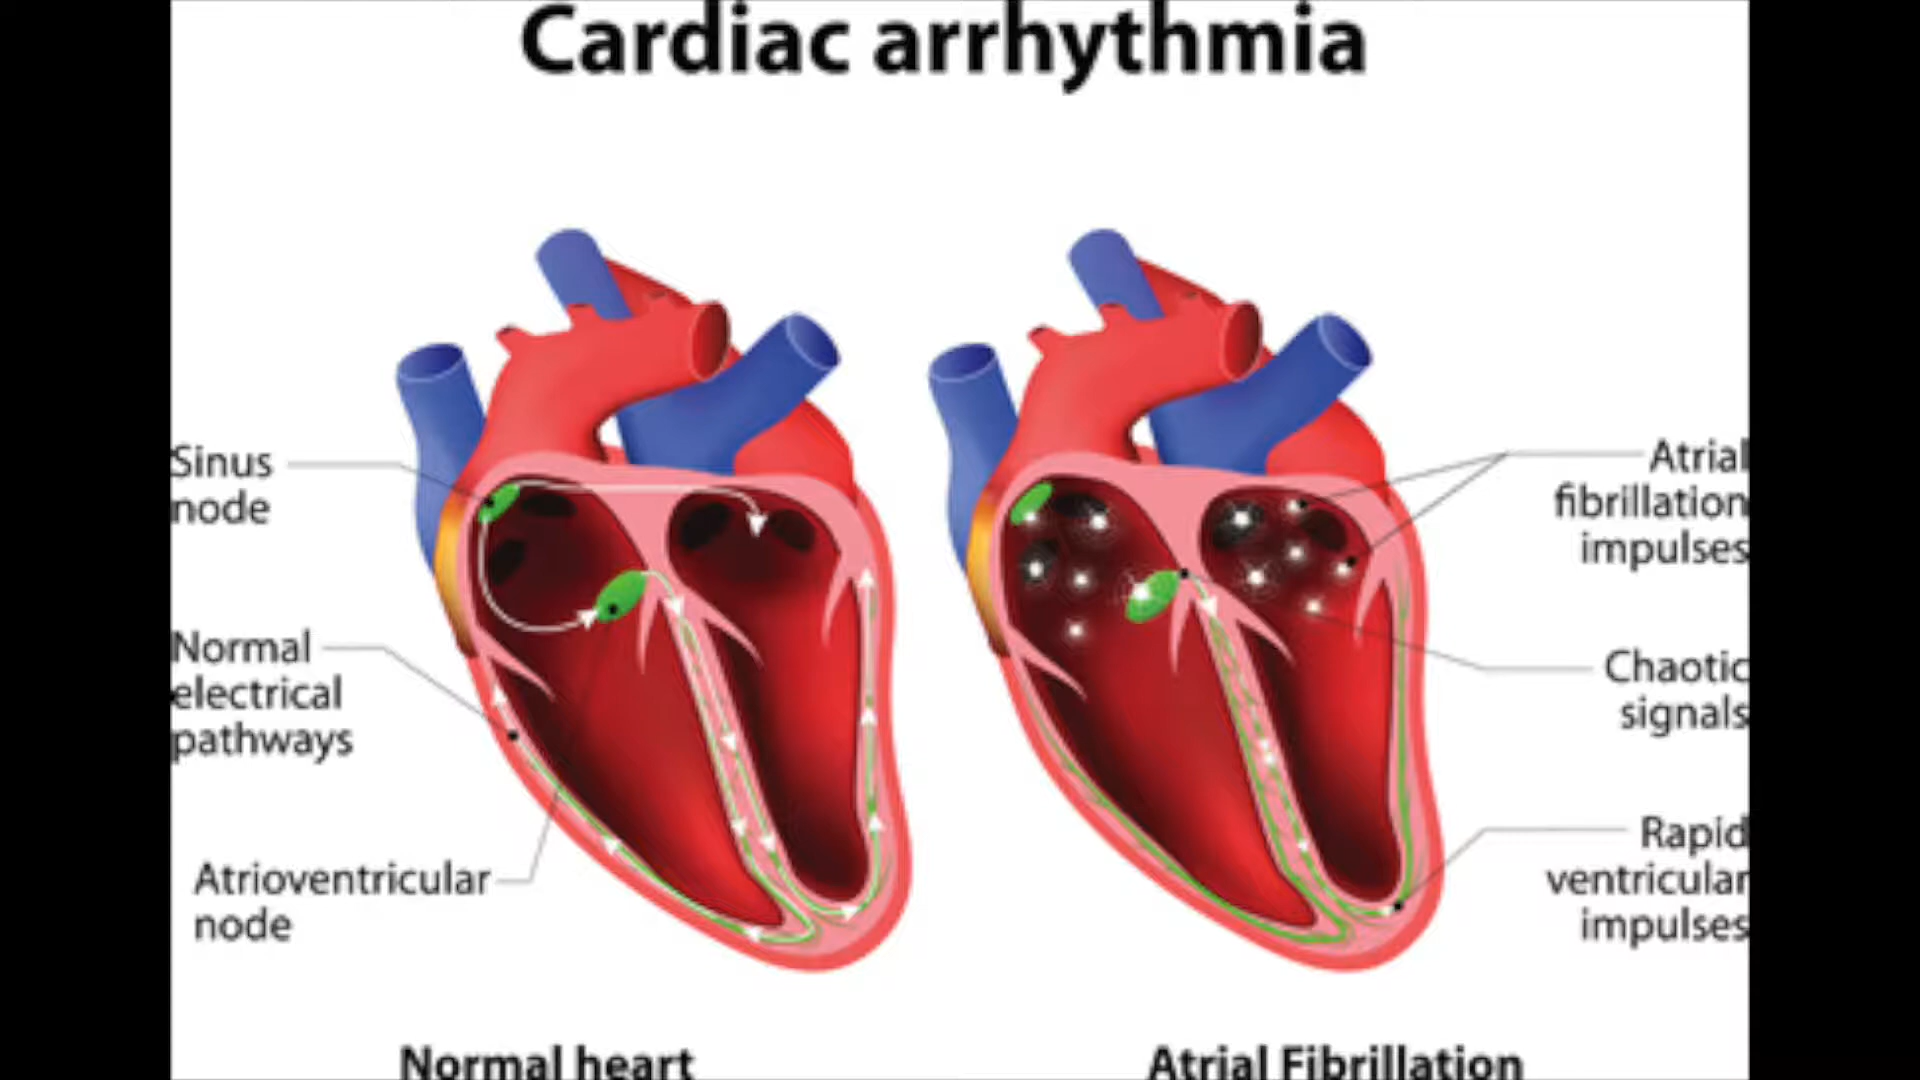 Cardiac arrhythmia
Sinus
node
Normal
electrical
pathways
Atrioventricular
node
Atrial
fibrillation
impulses
Chaotic
signals
Rapid
ventricular
impulses
Normal heart
Atrial Fibrillation